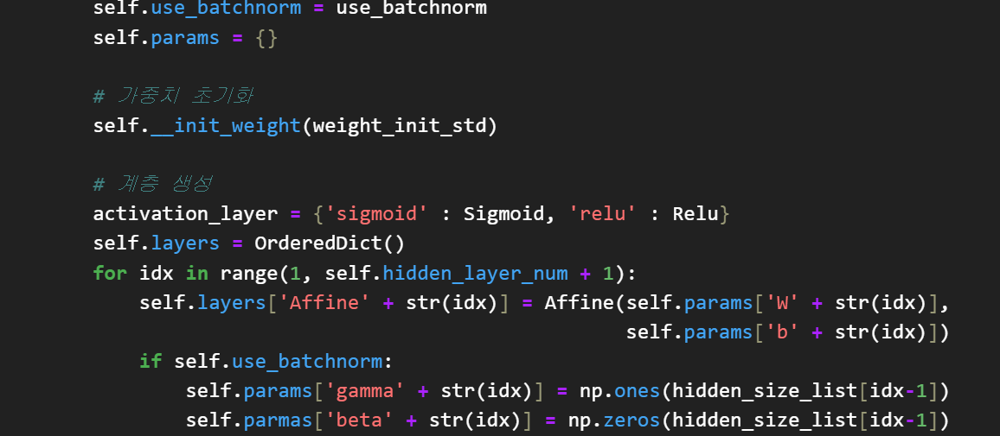 self.use_batchnorm = use_batchnorm
self.params = {}
# 가중치 초기화
self.__init_weight(weight_init_std)
# 계층 생성
activation_layer = {'sigmoid' : Sigmoid, 'relu' : Relu}
self.layers = OrderedDict()
for idx in range(1, self.hidden_layer_num + 1):
self.layers['Affine' + str(idx)] = Affine(self.params['W' + str(idx)],
self.params['b' + str(idx)])
if self.use_batchnorm:
self.params['gamma' + str(idx)] = np.ones(hidden_size_list[idx-1])
self.parmas['beta' + str(idx)] = np.zeros(hidden_size_list[idx-1])